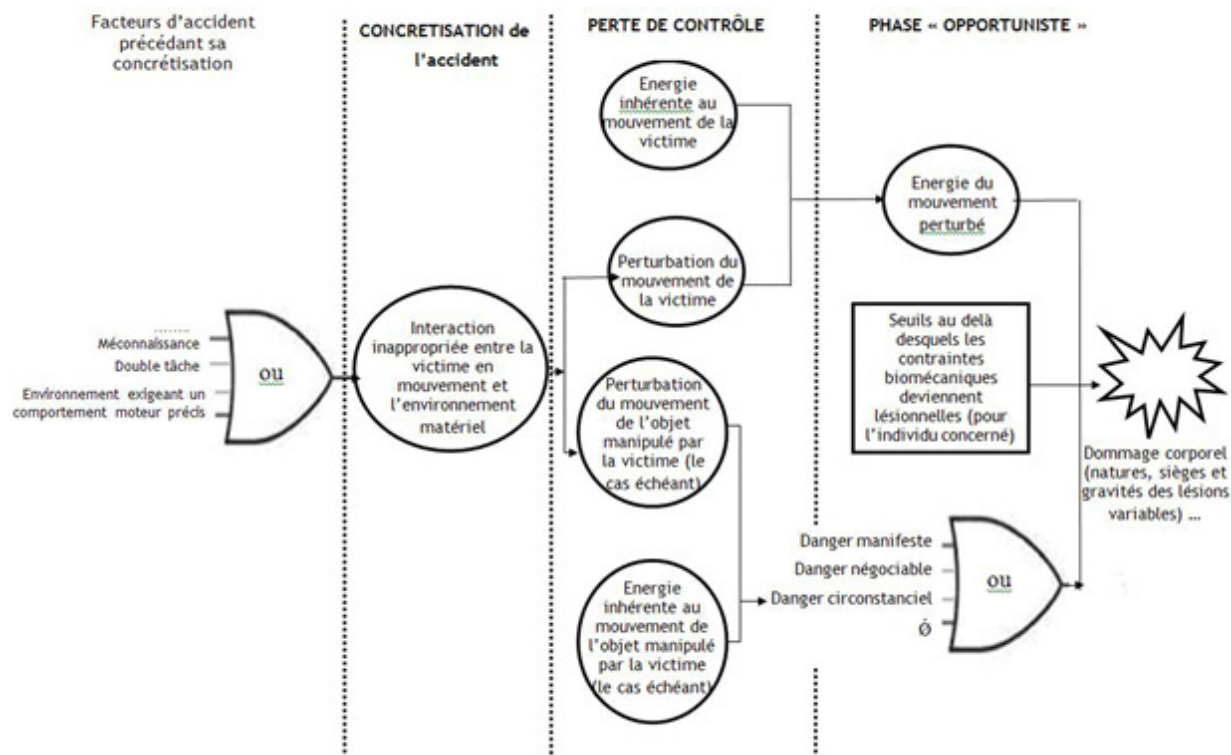 Facteurs d’accident
précédant sa
concrétisation
CONCRETISATION de
l’accident
PERTE DE CONTRÔLE
PHASE « OPPORTUNISTE »
Energie
inhérente au
mouvement de la
victime
Energie du
mouvement
perturbé
Perturbation du
mouvement de
la victime
........
Méconnaissance
Double tâche
Environnement exigeant un
comportement moteur précis
ou
Interaction
inappropriée entre la
victime en
mouvement et
l’environnement
matériel
Perturbation
du mouvement
de l’objet
manipulé par
la victime (le
cas échéant)
Seuils au delà
desquels les
contraintes
biomécaniques
deviennent
lésionnelles (pour
l’individu concerné)
Dommage corporel
(natures, sièges et
gravités des lésions
variables) ...
Energie
inhérente au
mouvement de
l’objet manipulé
par la victime
(le cas échéant)
Danger manifeste
Danger négociable
Danger circonstanciel
Ø
ou